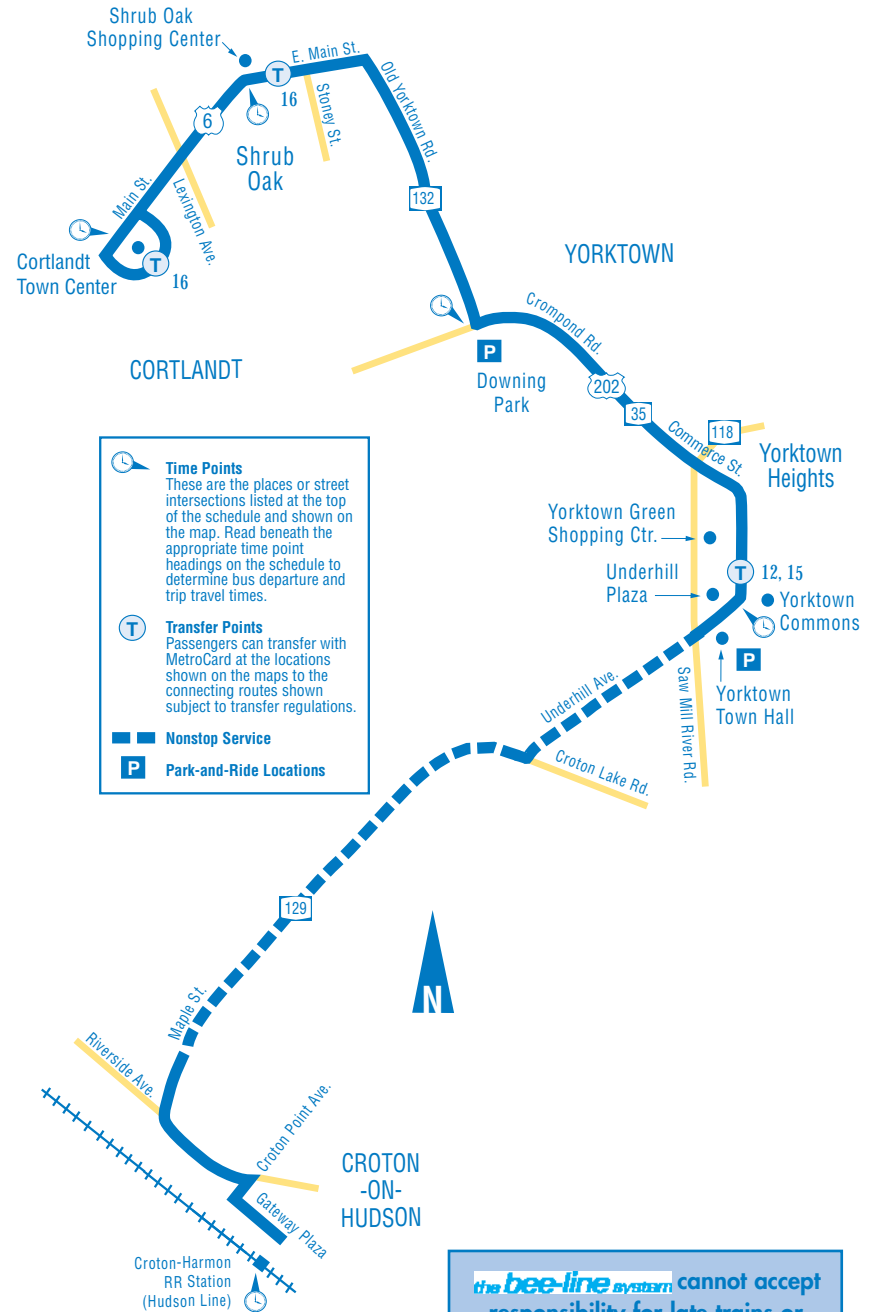 Shrub Oak
Shopping Center
E. Main St.
T
16
Stoney St.
Old Yorktown Rd.
6
Shrub
Oak
Main St.
Lexington Ave.
132
Cortlandt
Town Center
T
16
YORKTOWN
Crompond Rd.
CORTLANDT
P
Downing
Park
202
35
Commerce St.
118
Yorktown
Heights
Yorktown Green
Shopping Ctr.
Underhill
Plaza
T
12, 15
Yorktown
Commons
P
Yorktown
Town Hall
Saw Mill River Rd.
Underhill Ave.
Croton Lake Rd.
Time Points
These are the places or street
intersections listed at the top
of the schedule and shown on
the map. Read beneath the
appropriate time point
headings on the schedule to
determine bus departure and
trip travel times.
T
Transfer Points
Passengers can transfer with
MetroCard at the locations
shown on the maps to the
connecting routes shown
subject to transfer regulations.
Nonstop Service
P
Park-and-Ride Locations
129
N
Maple St.
Riverside Ave.
Croton Point Ave.
CROTON
-ON-
HUDSON
Gateway Plaza
Croton-Harmon
RR Station
(Hudson Line)
the bee-line system cannot accept
responsibility for late trains or